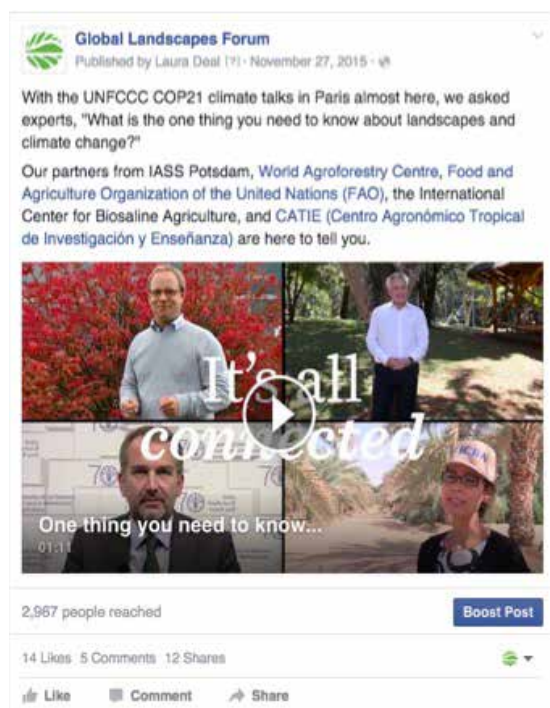 Global Landscapes Forum
Published by Laura Deal [?] · November 27, 2015 ·
With the UNFCCC COP21 climate talks in Paris almost here, we asked
experts, "What is the one thing you need to know about landscapes and
climate change?"
Our partners from IASS Potsdam, World Agroforestry Centre, Food and
Agriculture Organization of the United Nations (FAO), the International
Center for Biosaline Agriculture, and CATIE (Centro Agronómico Tropical
de Investigación y Enseñanza) are here to tell you.
It's all
connected
One thing you need to know...
01:11
2,967 people reached
Boost Post
14 Likes 5 Comments 12 Shares
Like Comment Share